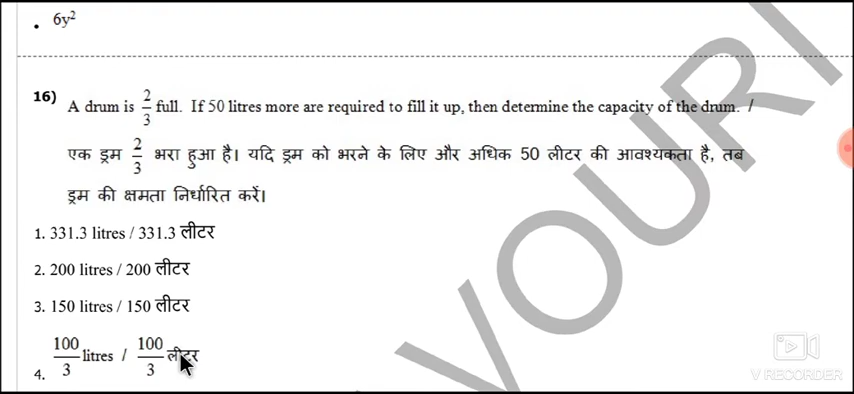 . 6y²
16) A drum is 2/3 full. If 50 litres more are required to fill it up, then determine the capacity of the drum. /
एक ड्रम 2/3 भरा हुआ है। यदि ड्रम को भरने के लिए और अधिक 50 लीटर की आवश्यकता है, तब
ड्रम की क्षमता निर्धारित करें।
1. 331.3 litres / 331.3 लीटर
2. 200 litres / 200 लीटर
3. 150 litres / 150 लीटर
4. 100/3 litres / 100/3 लीटर
YOURI
V RECORDER